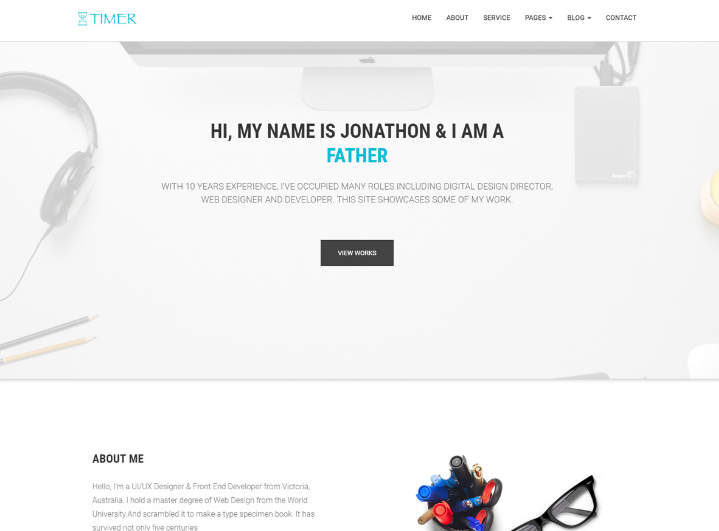 TIMER
HOME ABOUT SERVICE PAGES BLOG CONTACT
HI, MY NAME IS JONATHON & I AM A
FATHER
WITH 10 YEARS EXPERIENCE, I'VE OCCUPIED MANY ROLES INCLUDING DIGITAL DESIGN DIRECTOR,
WEB DESIGNER AND DEVELOPER. THIS SITE SHOWCASES SOME OF MY WORK.
VIEW WORKS
ABOUT ME
Hello, I'm a UI/UX Designer & Front End Developer from Victoria,
Australia. I hold a master degree of Web Design from the World
University.And scrambled it to make a type specimen book. It has
survived not only five centuries